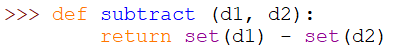 >>> def subtract (d1, d2):
        return set(d1) - set(d2)